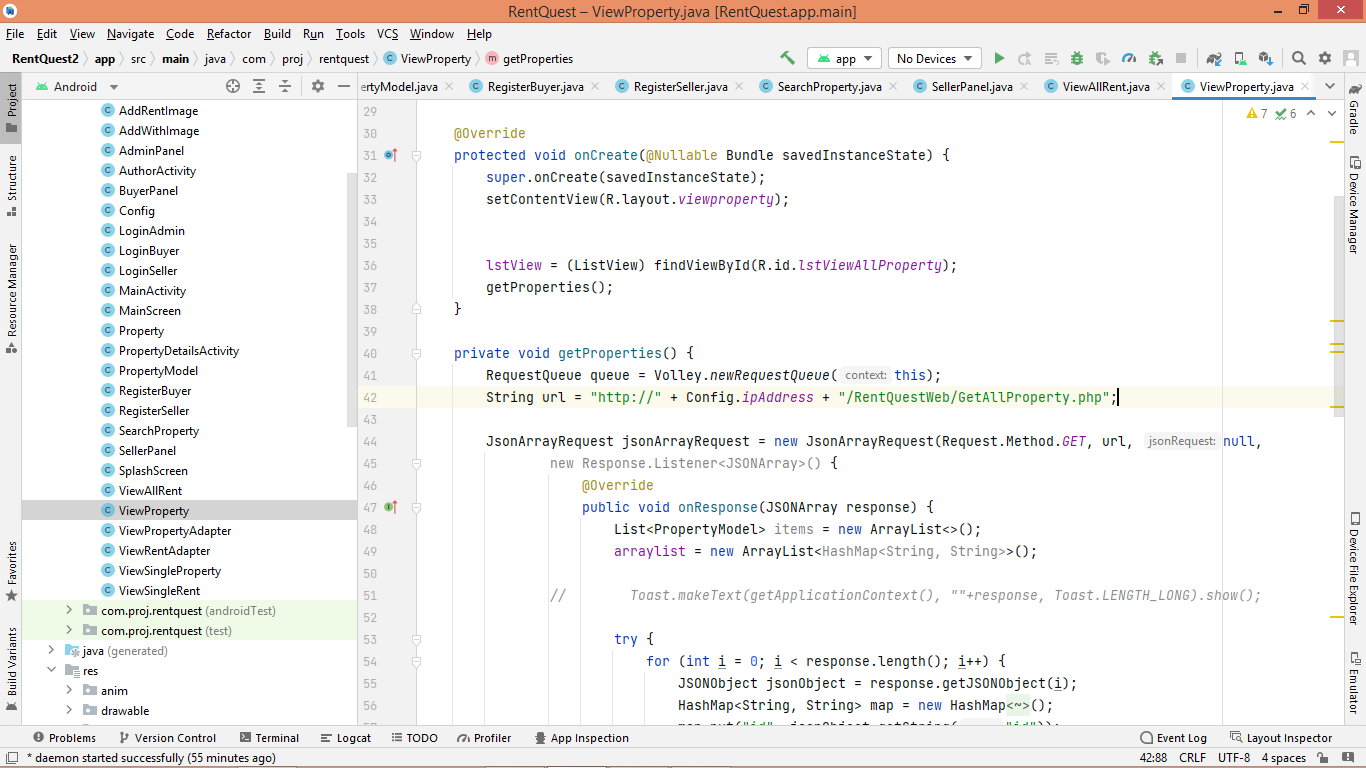 RentQuest – ViewProperty.java [RentQuest.app.main]
File Edit View Navigate Code Refactor Build Run Tools VCS Window Help
RentQuest2 app src main java com proj rentquest ViewProperty getProperties
app No Devices
Android
ertyModel.java RegisterBuyer.java RegisterSeller.java SearchProperty.java SellerPanel.java ViewAllRent.java ViewProperty.java
Project
Structure
Resource Manager
Favorites
Build Variants
AddRentImage
AddWithImage
AdminPanel
AuthorActivity
BuyerPanel
Config
LoginAdmin
LoginBuyer
LoginSeller
MainActivity
MainScreen
Property
PropertyDetailsActivity
PropertyModel
RegisterBuyer
RegisterSeller
SearchProperty
SellerPanel
SplashScreen
ViewAllRent
ViewProperty
ViewPropertyAdapter
ViewRentAdapter
ViewSingleProperty
ViewSingleRent
com.proj.rentquest (androidTest)
com.proj.rentquest (test)
java (generated)
res
anim
drawable
7 6
29
30 @Override
31 protected void onCreate(@Nullable Bundle savedInstanceState) {
32 super.onCreate(savedInstanceState);
33 setContentView(R.layout.viewproperty);
34
35
36 lstView = (ListView) findViewById(R.id.lstViewAllProperty);
37 getProperties();
38 }
39
40 private void getProperties() {
41 RequestQueue queue = Volley.newRequestQueue( context: this);
42 String url = "http://" + Config.ipAddress + "/RentQuestWeb/GetAllProperty.php";
43
44 JsonArrayRequest jsonArrayRequest = new JsonArrayRequest(Request.Method.GET, url, jsonRequest: null,
45 new Response.Listener<JSONArray>() {
46 @Override
47 public void onResponse(JSONArray response) {
48 List<PropertyModel> items = new ArrayList<>();
49 arraylist = new ArrayList<HashMap<String, String>>();
50
51 // Toast.makeText(getApplicationContext(), ""+response, Toast.LENGTH_LONG).show();
52
53 try {
54 for (int i = 0; i < response.length(); i++) {
55 JSONObject jsonObject = response.getJSONObject(i);
56 HashMap<String, String> map = new HashMap<~>();
Gradle
Device Manager
Device File Explorer
Emulator
Problems Version Control Terminal Logcat TODO Profiler App Inspection Event Log Layout Inspector
* daemon started successfully (55 minutes ago) 42:88 CRLF UTF-8 4 spaces